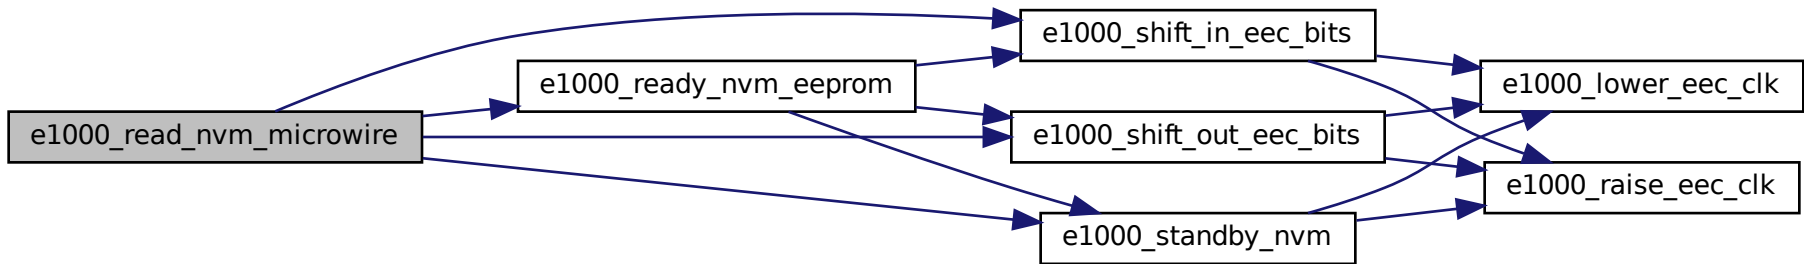 e1000_read_nvm_microwire
e1000_ready_nvm_eeprom
e1000_shift_in_eec_bits
e1000_shift_out_eec_bits
e1000_standby_nvm
e1000_lower_eec_clk
e1000_raise_eec_clk